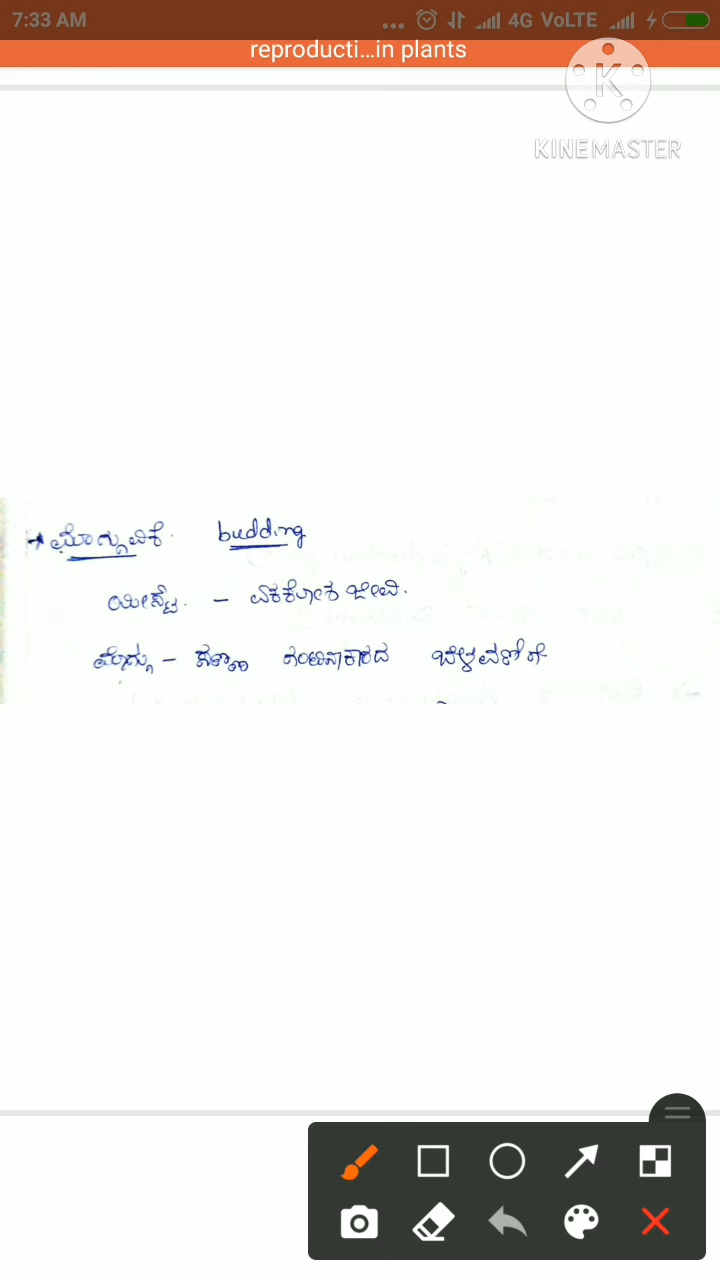 7:33 AM ... 4G VoLTE
reproducti...in plants
K
KINEMASTER
→ ಮೊಗ್ಗುವಿಕೆ. budding
ಯೀಸ್ಟ್. - ಏಕಕೋಶ ಜೀವಿ.
ಮೊಗ್ಗು - ಸಣ್ಣ ಗಂಟಿನಾಕಾರದ ಬೆಳವಣಿಗೆ